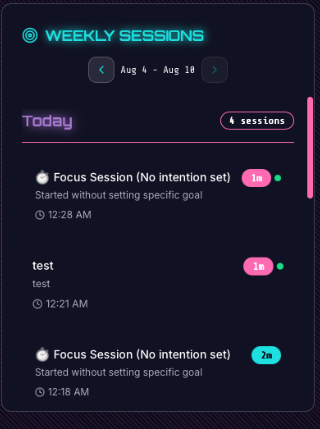 WEEKLY SESSIONS
Aug 4 - Aug 10
Today
4 sessions
Focus Session (No intention set)
1m
Started without setting specific goal
12:28 AM
test
1m
test
12:21 AM
Focus Session (No intention set)
2m
Started without setting specific goal
12:18 AM